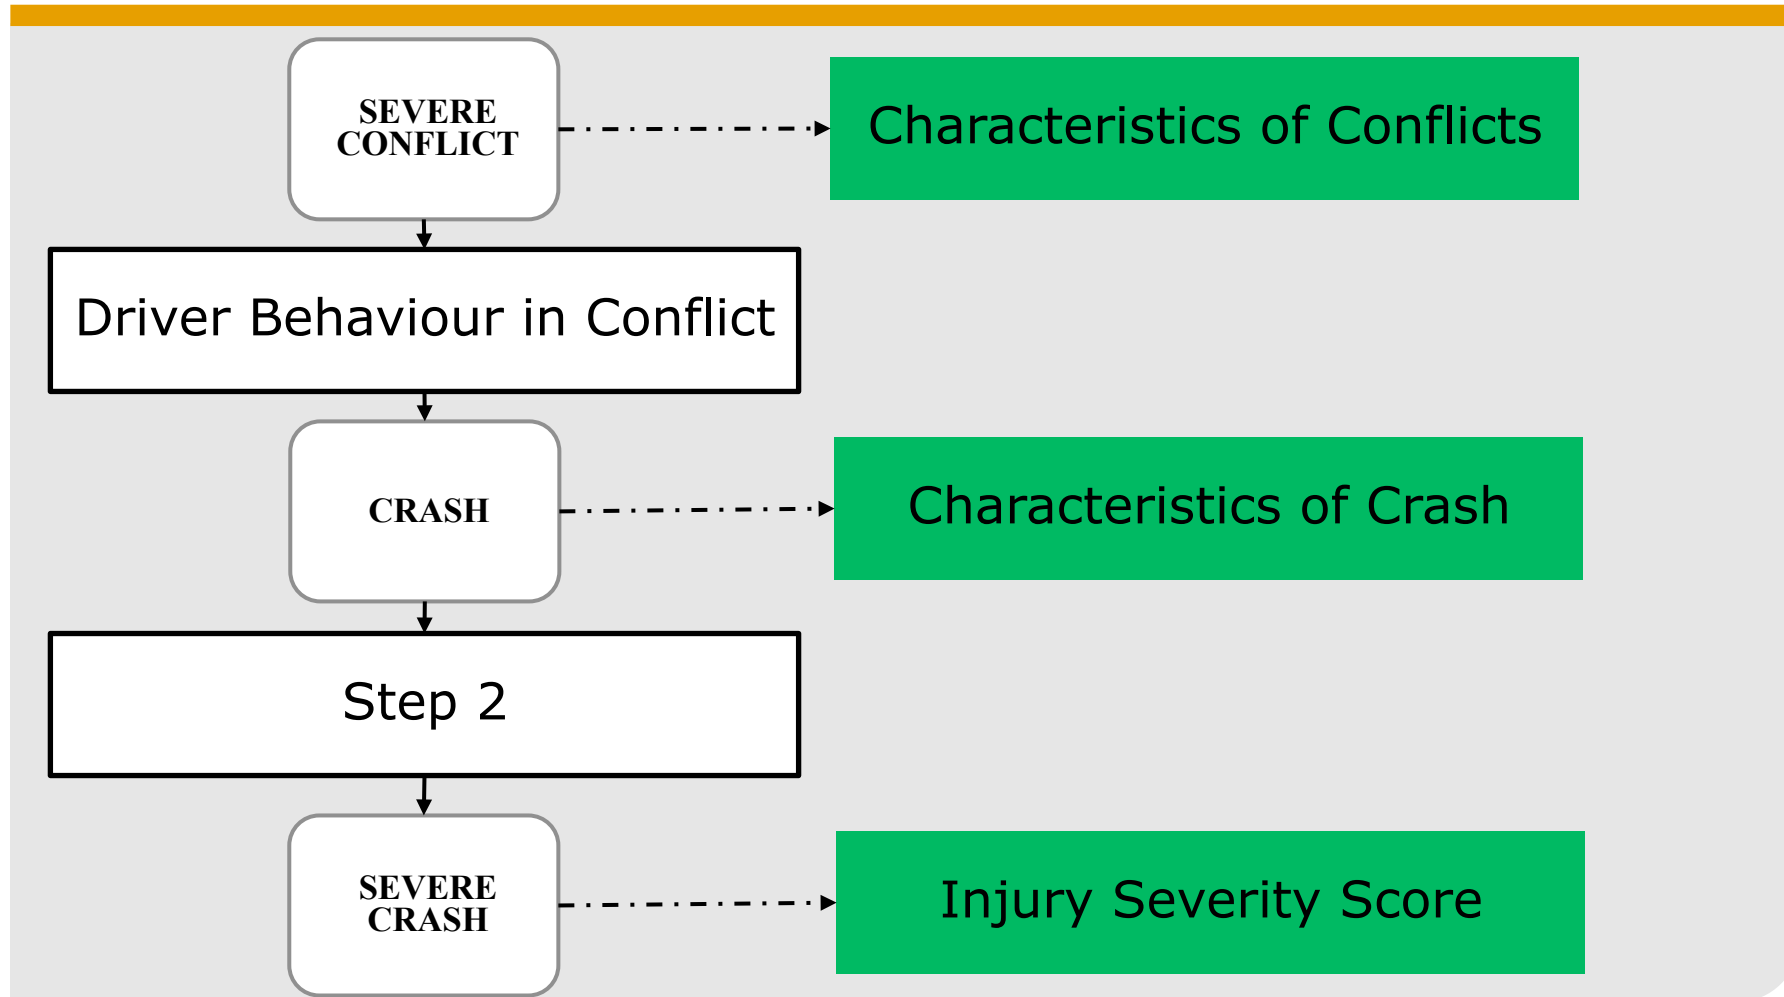 SEVERE
CONFLICT
Characteristics of Conflicts
Driver Behaviour in Conflict
CRASH
Characteristics of Crash
Step 2
SEVERE
CRASH
Injury Severity Score